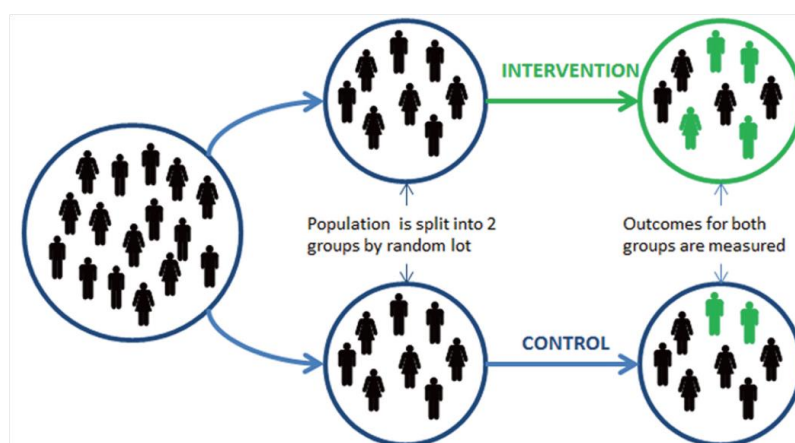 INTERVENTION
Population is split into 2
groups by random lot
Outcomes for both
groups are measured
CONTROL